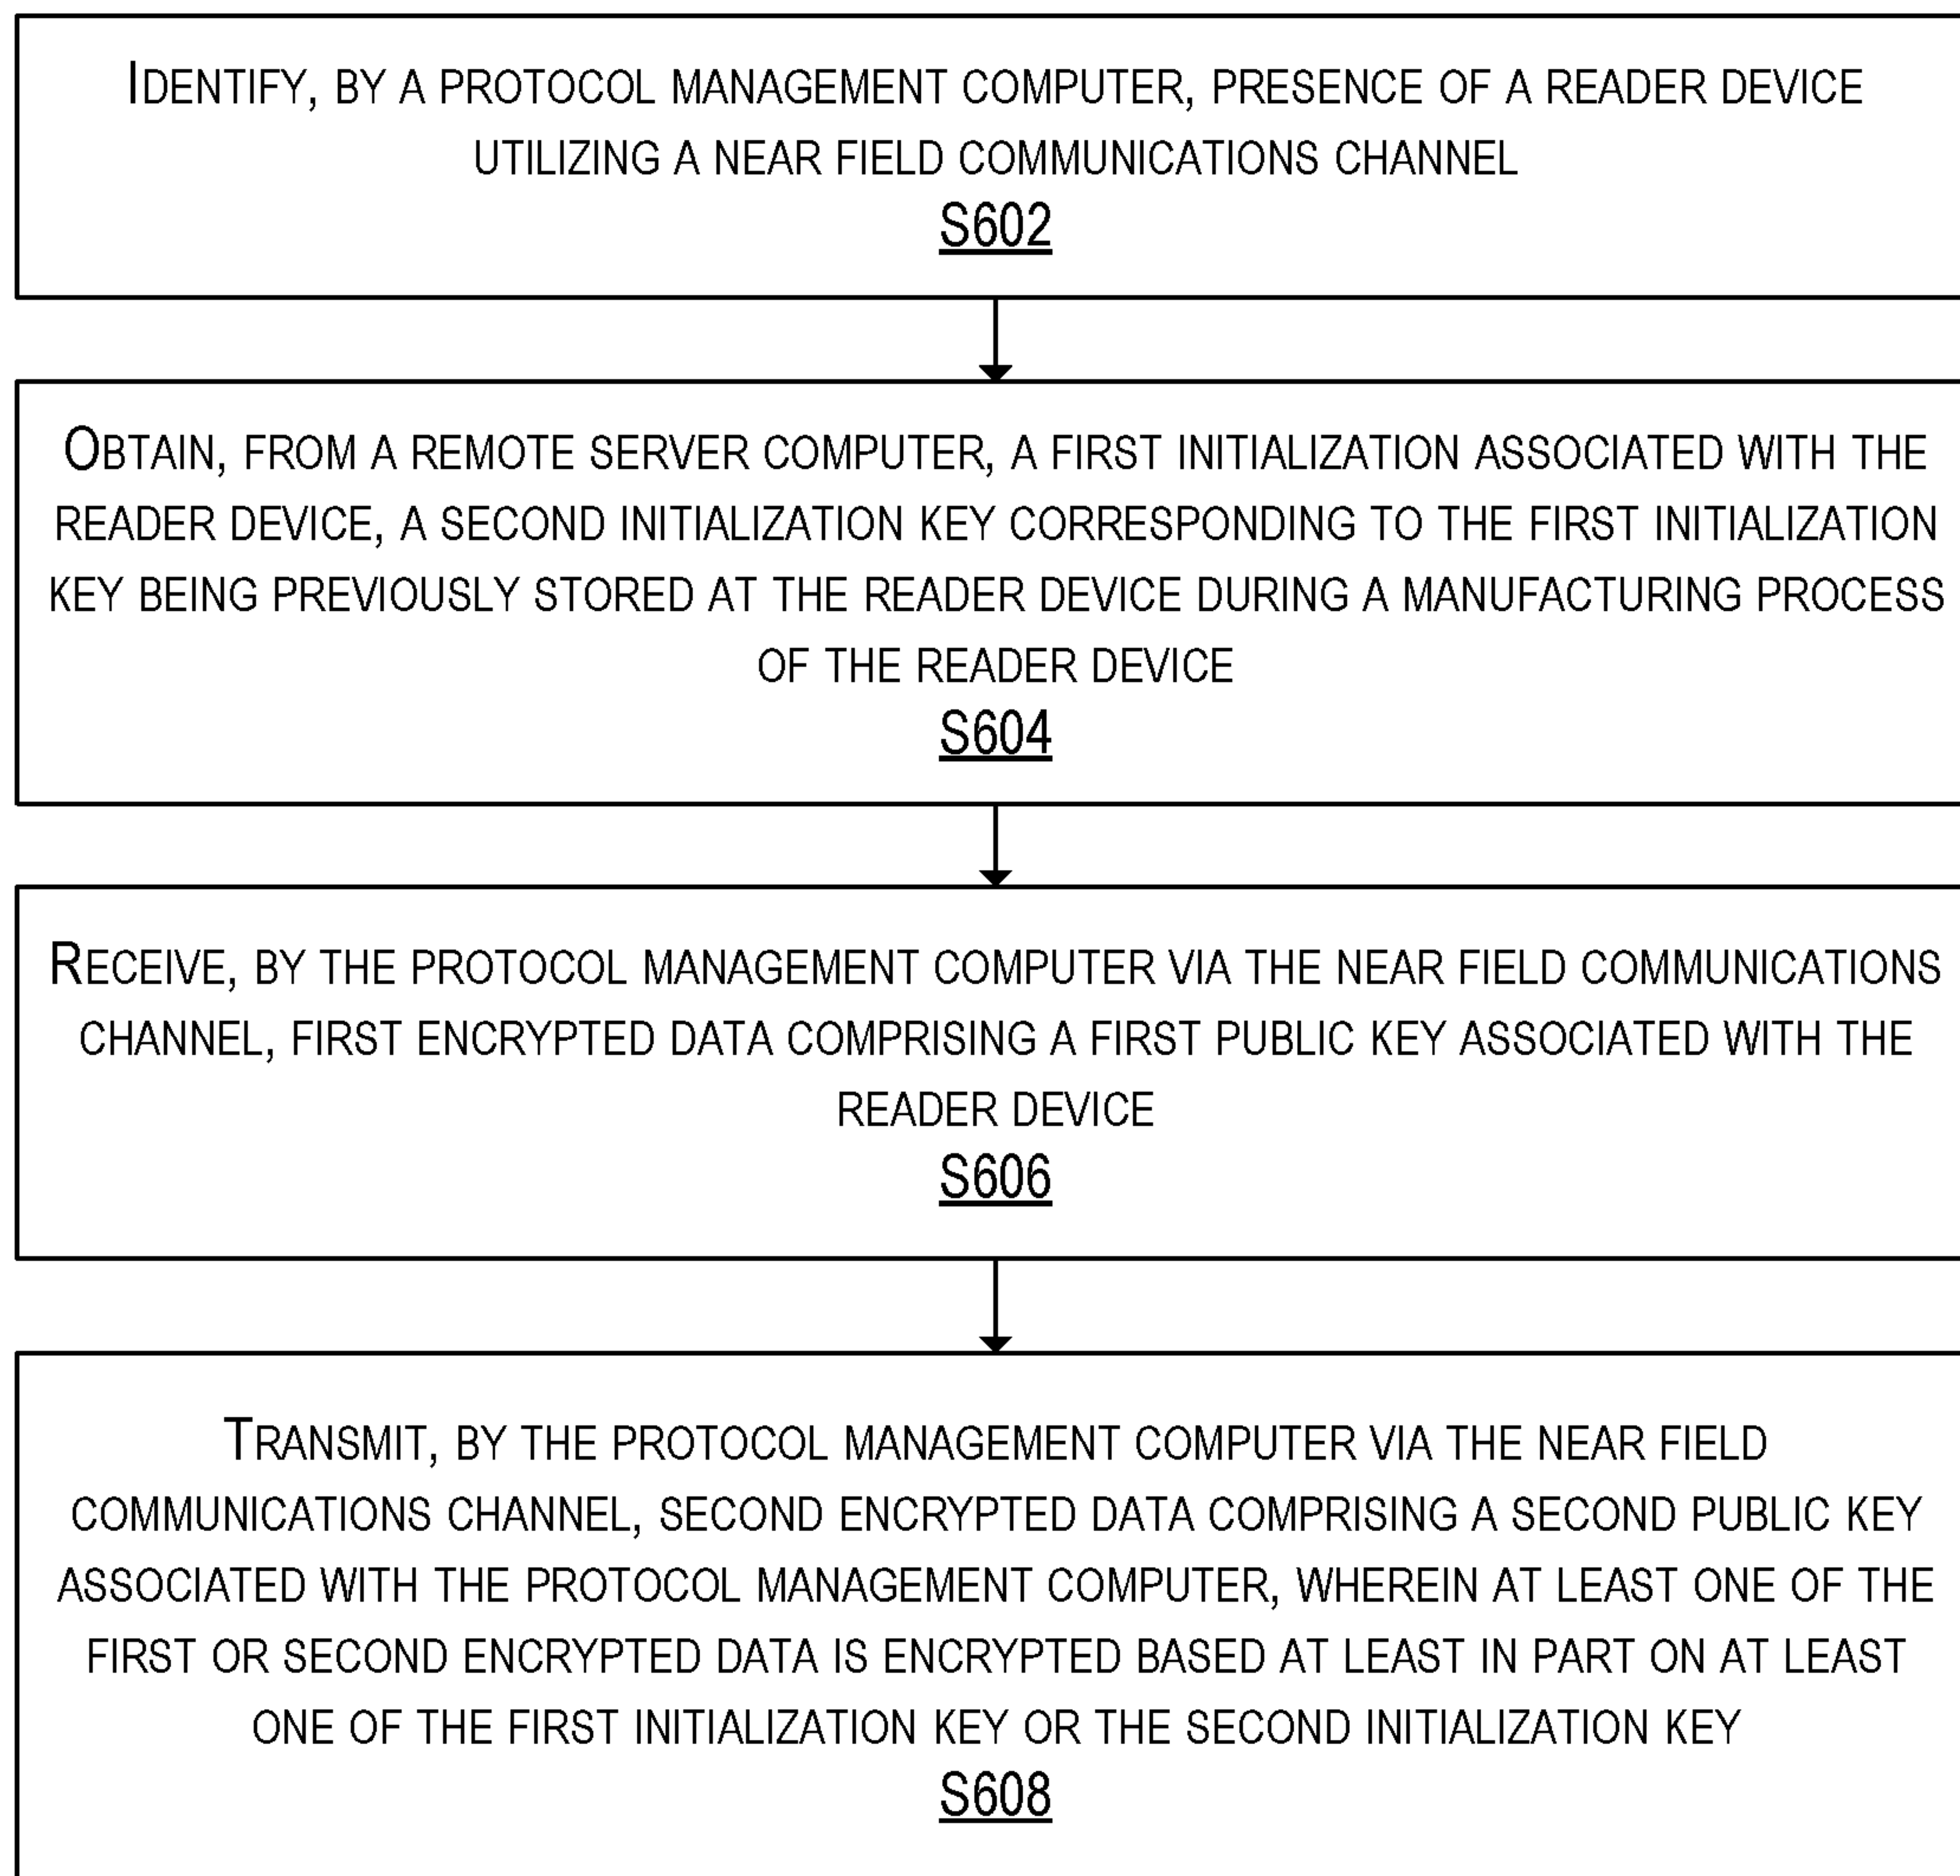 IDENTIFY, BY A PROTOCOL MANAGEMENT COMPUTER, PRESENCE OF A READER DEVICE
UTILIZING A NEAR FIELD COMMUNICATIONS CHANNEL
S602
OBTAIN, FROM A REMOTE SERVER COMPUTER, A FIRST INITIALIZATION ASSOCIATED WITH THE
READER DEVICE, A SECOND INITIALIZATION KEY CORRESPONDING TO THE FIRST INITIALIZATION
KEY BEING PREVIOUSLY STORED AT THE READER DEVICE DURING A MANUFACTURING PROCESS
OF THE READER DEVICE
S604
RECEIVE, BY THE PROTOCOL MANAGEMENT COMPUTER VIA THE NEAR FIELD COMMUNICATIONS
CHANNEL, FIRST ENCRYPTED DATA COMPRISING A FIRST PUBLIC KEY ASSOCIATED WITH THE
READER DEVICE
S606
TRANSMIT, BY THE PROTOCOL MANAGEMENT COMPUTER VIA THE NEAR FIELD
COMMUNICATIONS CHANNEL, SECOND ENCRYPTED DATA COMPRISING A SECOND PUBLIC KEY
ASSOCIATED WITH THE PROTOCOL MANAGEMENT COMPUTER, WHEREIN AT LEAST ONE OF THE
FIRST OR SECOND ENCRYPTED DATA IS ENCRYPTED BASED AT LEAST IN PART ON AT LEAST
ONE OF THE FIRST INITIALIZATION KEY OR THE SECOND INITIALIZATION KEY
S608